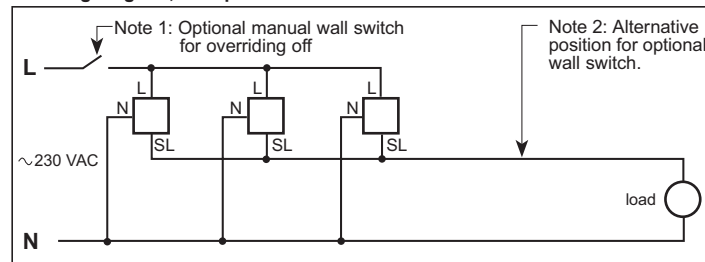 Note 1: Optional manual wall switch
for overriding off
Note 2: Alternative
position for optional
wall switch.
L
L L L
N N N
SL SL SL
~230 VAC
load
N